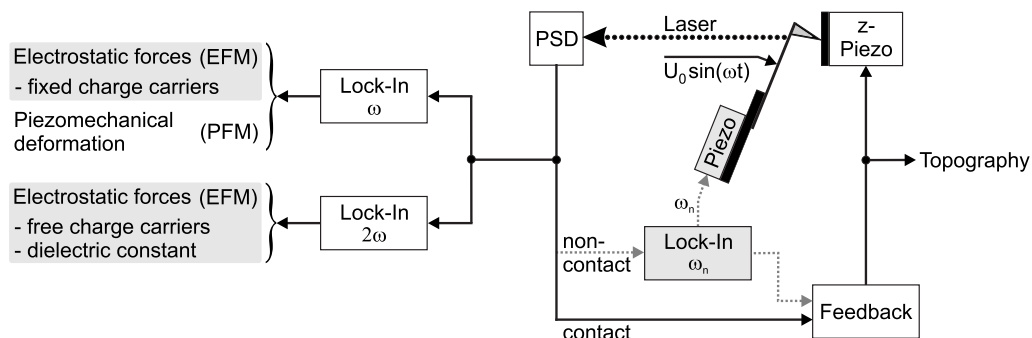 Electrostatic forces (EFM)
- fixed charge carriers
Piezomechanical
deformation (PFM)
Electrostatic forces (EFM)
- free charge carriers
- dielectric constant
Lock-In
ω
Lock-In
2ω
PSD
Laser
U₀sin(ωt)
z-
Piezo
Piezo
ωₙ
Topography
non-
contact
Lock-In
ωₙ
Feedback
contact